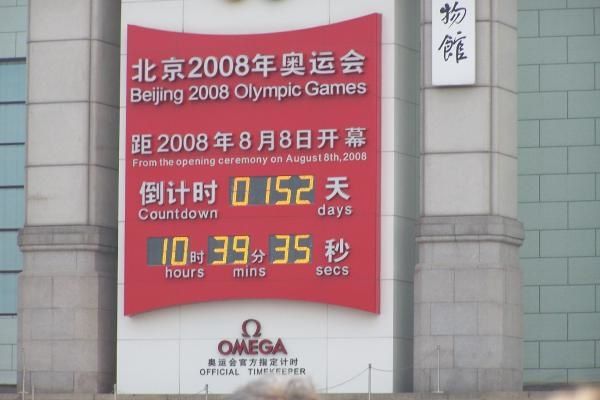 物館
北京2008年奥运会
Beijing 2008 Olympic Games
距2008年8月8日开幕
From the opening ceremony on August 8th, 2008
倒计时 0152 天
Countdown days
10时39分35秒
hours mins secs
Ω
OMEGA
奥运会官方指定计时
OFFICIAL TIMEKEEPER